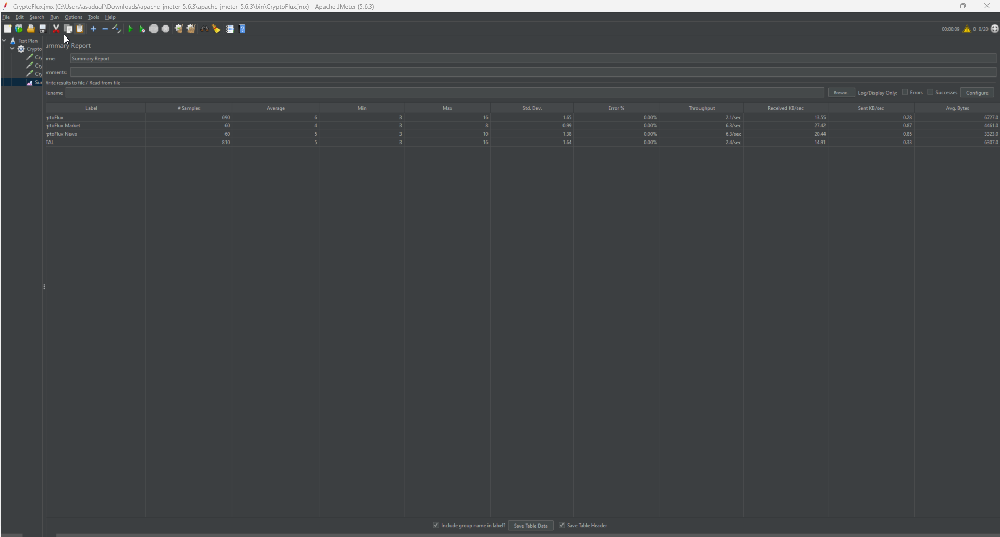 CryptoFlux.jmx (C:\Users\asaduali\Downloads\apache-jmeter-5.6.3\apache-jmeter-5.6.3\bin\CryptoFlux.jmx) - Apache JMeter (5.6.3)
File Edit Search Run Options Tools Help
00:00:09 0 0/20
Test Plan
Crypto
Cry
Cry
Cry
Sur
ummary Report
ame: Summary Report
omments:
Write results to file / Read from file
lename Browse... Log/Display Only: Errors Successes Configure
Label # Samples Average Min Max Std. Dev. Error % Throughput Received KB/sec Sent KB/sec Avg. Bytes
yptoFlux 690 6 3 16 1.65 0.00% 2.1/sec 13.55 0.28 6727.0
yptoFlux Market 60 4 3 8 0.99 0.00% 6.3/sec 27.42 0.87 4461.0
yptoFlux News 60 5 3 10 1.38 0.00% 6.3/sec 20.44 0.85 3323.0
TAL 810 5 3 16 1.64 0.00% 2.4/sec 14.91 0.33 6307.0
Include group name in label? Save Table Data Save Table Header